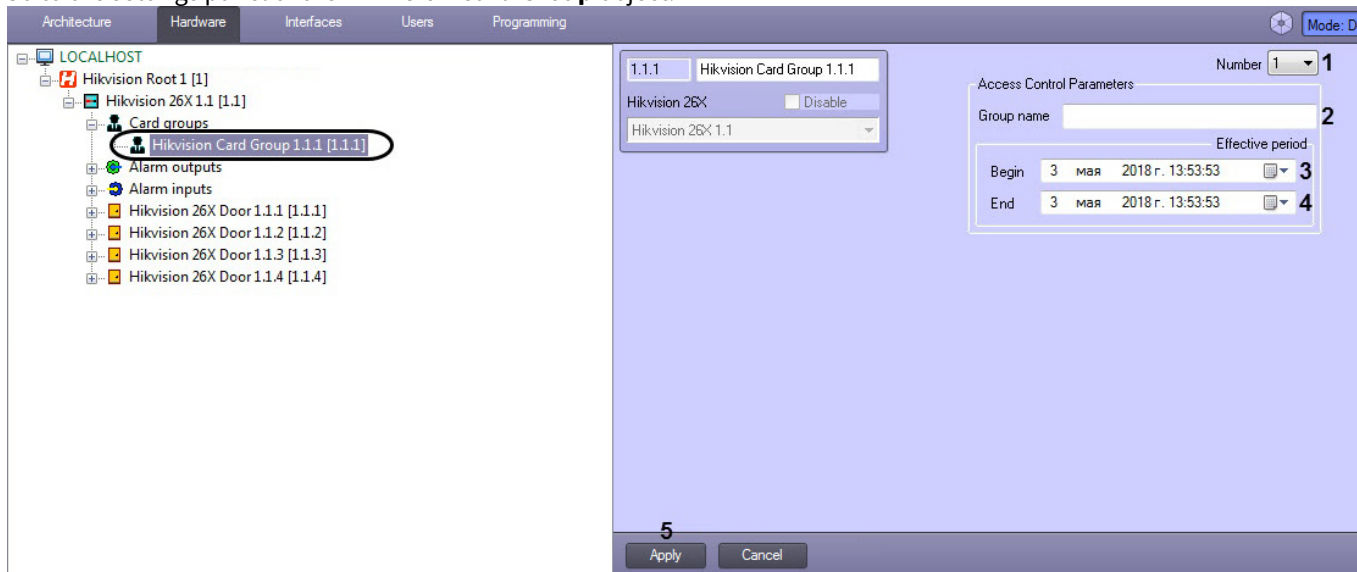 Architecture Hardware Interfaces Users Programming Mode: D
LOCALHOST
Hikvision Root 1 [1]
Hikvision 26X 1.1 [1.1]
Card groups
Hikvision Card Group 1.1.1 [1.1.1]
Alarm outputs
Alarm inputs
Hikvision 26X Door 1.1.1 [1.1.1]
Hikvision 26X Door 1.1.2 [1.1.2]
Hikvision 26X Door 1.1.3 [1.1.3]
Hikvision 26X Door 1.1.4 [1.1.4]
1.1.1 Hikvision Card Group 1.1.1
Hikvision 26X Disable
Hikvision 26X 1.1
Number 1 1
Access Control Parameters
Group name 2
Effective period
Begin 3 мая 2018 г. 13:53:53 3
End 3 мая 2018 г. 13:53:53 4
5
Apply Cancel